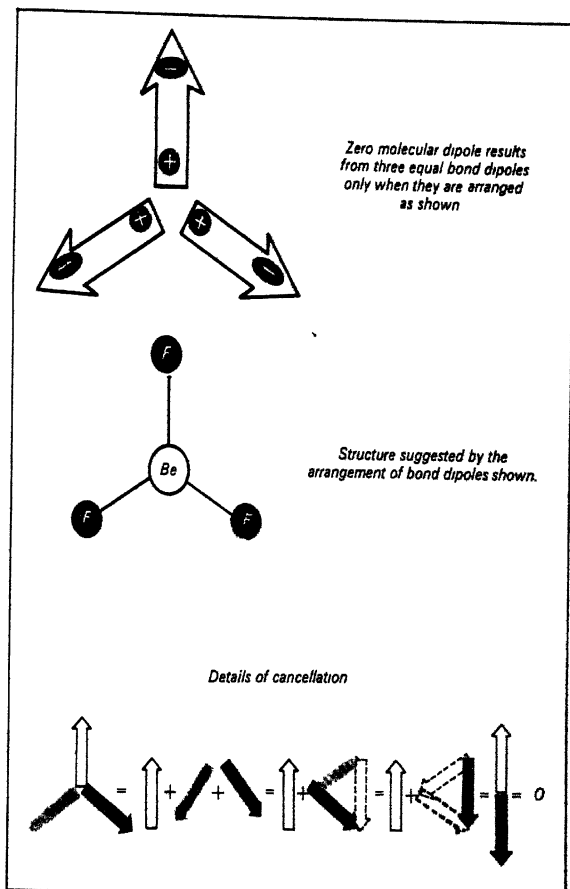 −
+
+
+
−
−
Zero molecular dipole results
from three equal bond dipoles
only when they are arranged
as shown
F
Be
F
F
Structure suggested by the
arrangement of bond dipoles shown.
Details of cancellation
= + + = + = + = = 0